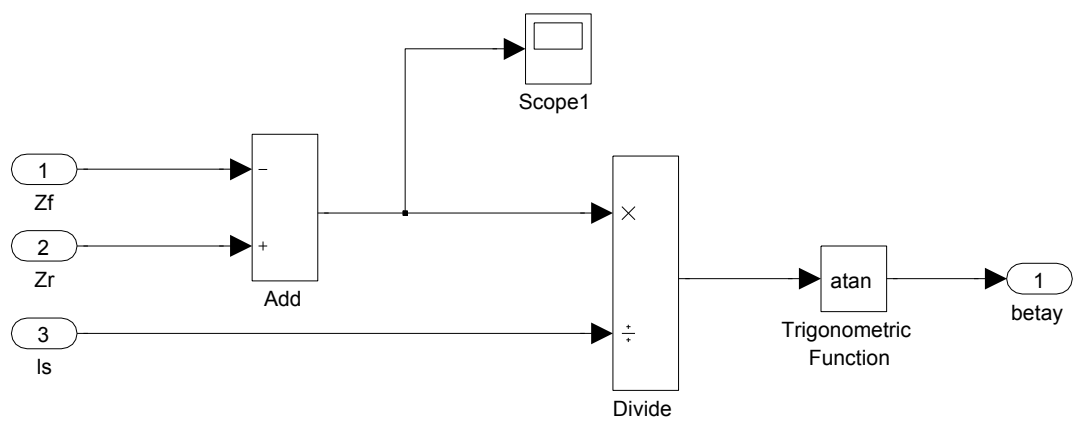 Scope1
1
Zf
−
2
Zr
+
Add
×
3
ls
÷
Divide
atan
Trigonometric
Function
1
betay